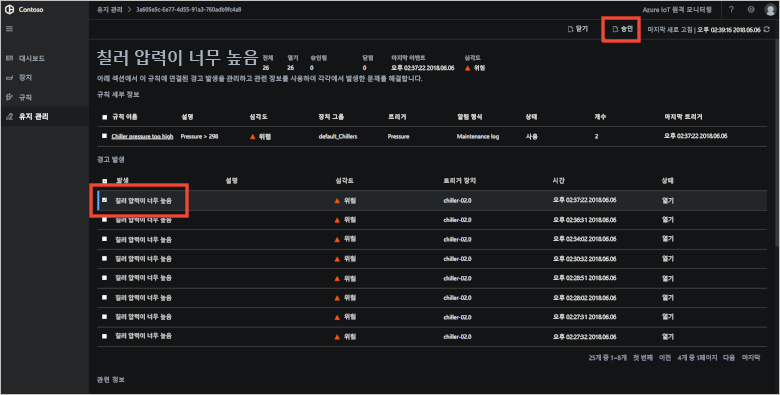 Contoso
유지 관리 > 3a605e5c-6e77-4d55-91a3-760adb9fc4a8
Azure IoT 원격 모니터링
?
닫기
승인
마지막 새로 고침 | 오후 02:39:16 2018.06.06
대시보드
장치
규칙
유지 관리
칠러 압력이 너무 높음
전체 열기 승인됨 닫힘 마지막 이벤트 심각도
26 26 0 0 오후 02:37:22 2018.06.06 위험
아래 섹션에서 이 규칙에 연결된 경고 발생을 관리하고 관련 정보를 사용하여 각각에서 발생한 문제를 해결합니다.
규칙 세부 정보
규칙 이름 설명 심각도 장치 그룹 트리거 알림 형식 상태 개수 마지막 트리거
Chiller pressure too high Pressure > 298 위험 default_Chillers Pressure Maintenance log 사용 2 오후 02:37:22 2018.06.06
경고 발생
발생 설명 심각도 트리거 장치 시간 상태
칠러 압력이 너무 높음 위험 chiller-02.0 오후 02:37:22 2018.06.06 열기
칠러 압력이 너무 높음 위험 chiller-02.0 오후 02:36:31 2018.06.06 열기
칠러 압력이 너무 높음 위험 chiller-02.0 오후 02:34:02 2018.06.06 열기
칠러 압력이 너무 높음 위험 chiller-02.0 오후 02:30:32 2018.06.06 열기
칠러 압력이 너무 높음 위험 chiller-02.0 오후 02:28:51 2018.06.06 열기
칠러 압력이 너무 높음 위험 chiller-02.0 오후 02:28:02 2018.06.06 열기
칠러 압력이 너무 높음 위험 chiller-02.0 오후 02:27:31 2018.06.06 열기
칠러 압력이 너무 높음 위험 chiller-02.0 오후 02:27:32 2018.06.06 열기
25개 중 1-8개 첫 번째 이전 4개 중 1페이지 다음 마지막
관련 정보